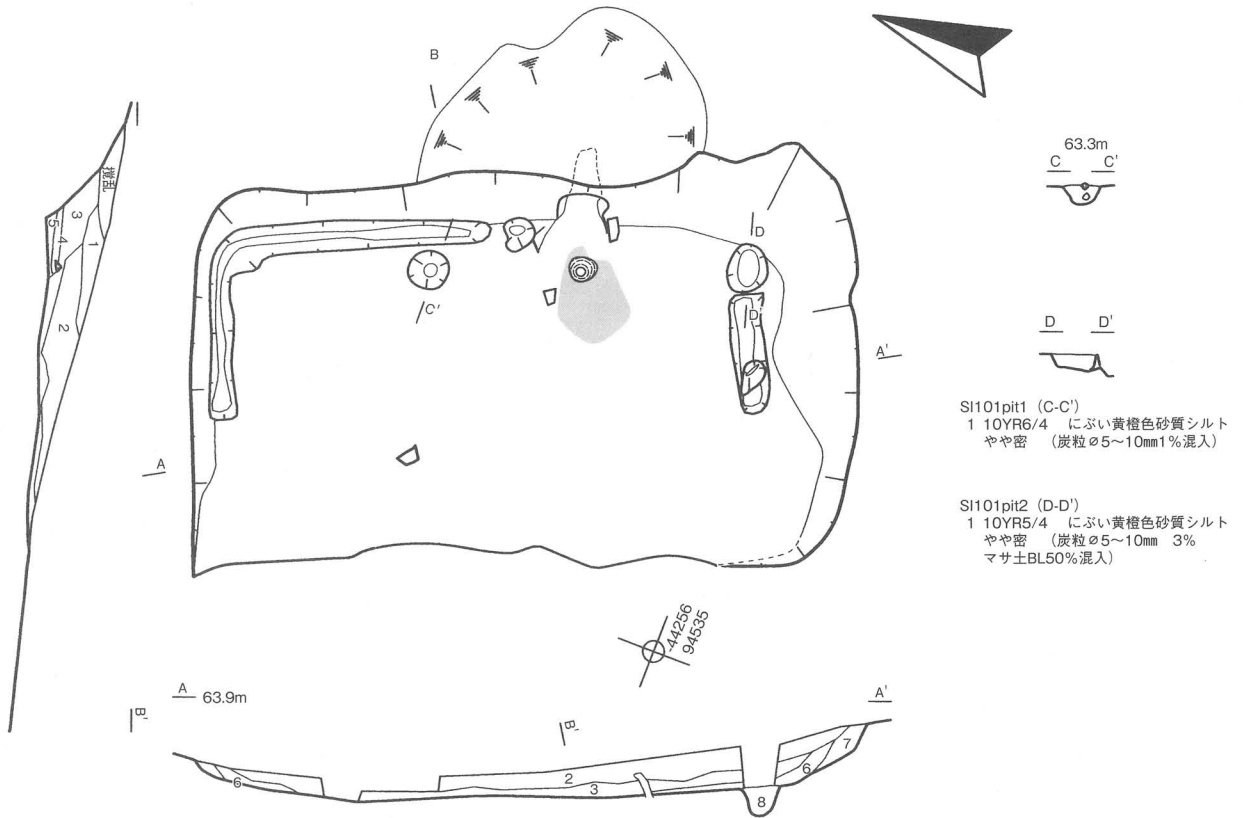 B
63.3m
C C'
撹乱
3
1
5
4
2
D
C'
D'
A'
A
D D'
SI101pit1 (C-C')
1 10YR6/4 にぶい黄橙色砂質シルト
やや密 (炭粒φ5~10mm1%混入)
SI101pit2 (D-D')
1 10YR5/4 にぶい黄橙色砂質シルト
やや密 (炭粒φ5~10mm 3%
マサ土BL50%混入)
-44256
94535
A 63.9m
A'
B'
B'
6
2
3
6
7
8